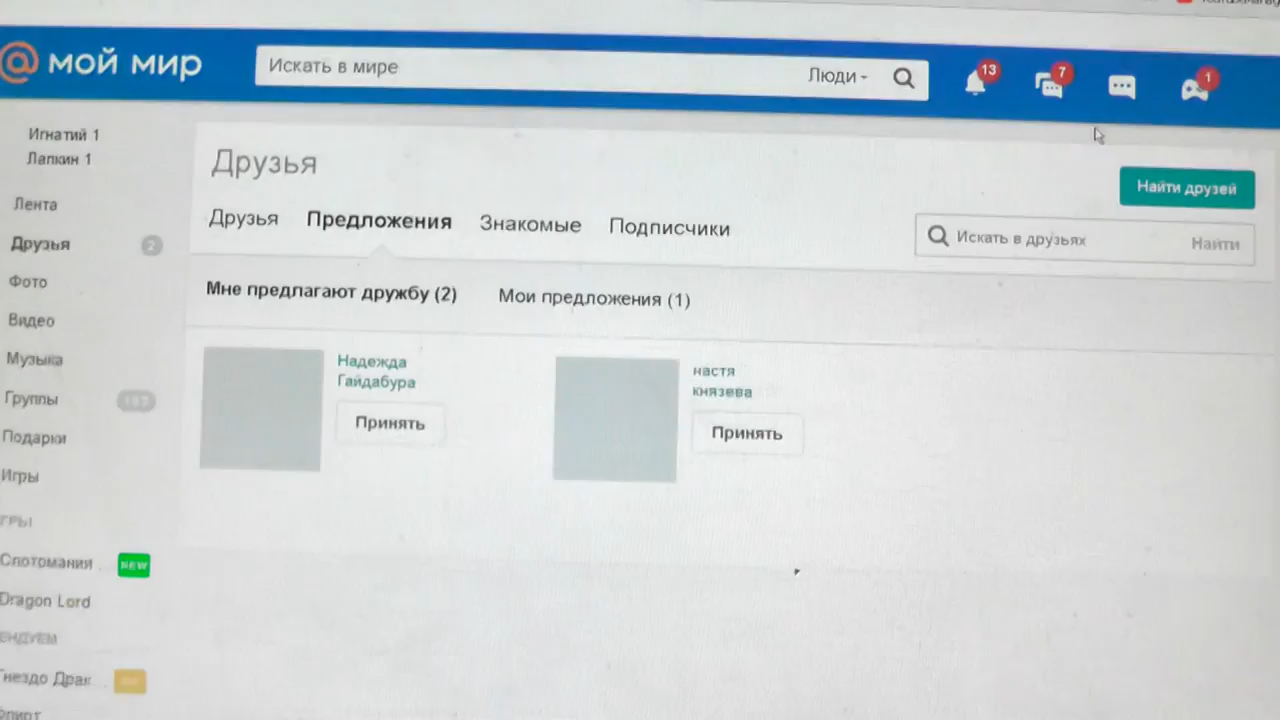 @ мой мир
Искать в мире
Люди
13
7
1
Игнатий 1
Лапкин 1
Лента
Друзья 2
Фото
Видео
Музыка
Группы
Подарки
Игры
Слотомания NEW
Dragon Lord
Друзья
Найти друзей
Друзья Предложения Знакомые Подписчики
Искать в друзьях Найти
Мне предлагают дружбу (2) Мои предложения (1)
Надежда
Гайдабура
Принять
настя
князева
Принять